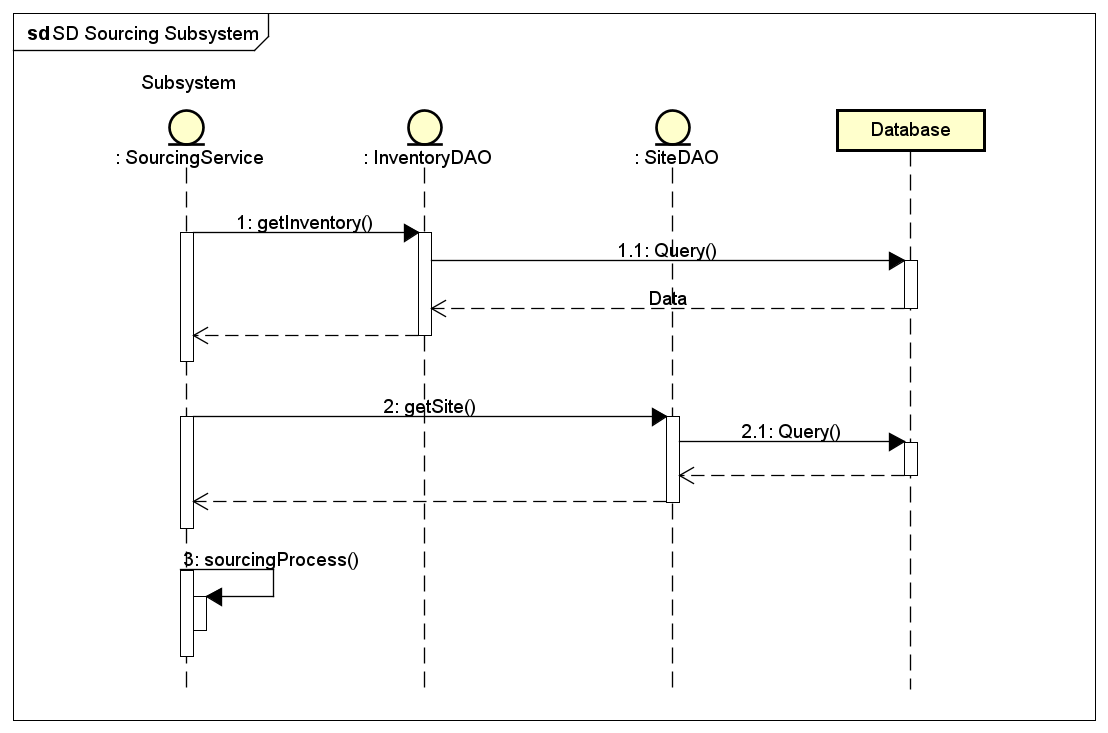 sd SD Sourcing Subsystem
Subsystem
: SourcingService
: InventoryDAO
: SiteDAO
Database
1: getInventory()
1.1: Query()
Data
2: getSite()
2.1: Query()
3: sourcingProcess()